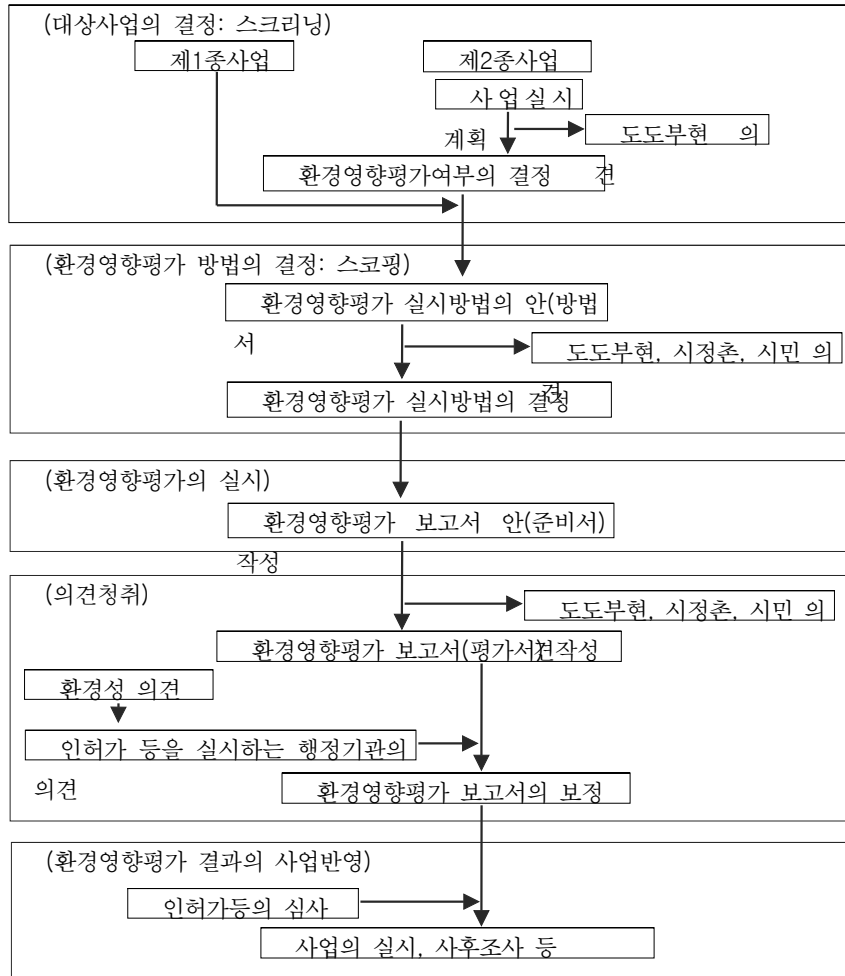 (대상사업의 결정: 스크리닝)
제1종사업
제2종사업
사업실시
계획
도도부현 의
견
환경영향평가여부의 결정
(환경영향평가 방법의 결정: 스코핑)
환경영향평가 실시방법의 안(방법
서
도도부현, 시정촌, 시민 의
견
환경영향평가 실시방법의 결정
(환경영향평가의 실시)
환경영향평가 보고서 안(준비서)
작성
(의견청취)
도도부현, 시정촌, 시민 의
견
환경영향평가 보고서(평가서)작성
환경성 의견
인허가 등을 실시하는 행정기관의
의견
환경영향평가 보고서의 보정
(환경영향평가 결과의 사업반영)
인허가등의 심사
사업의 실시, 사후조사 등